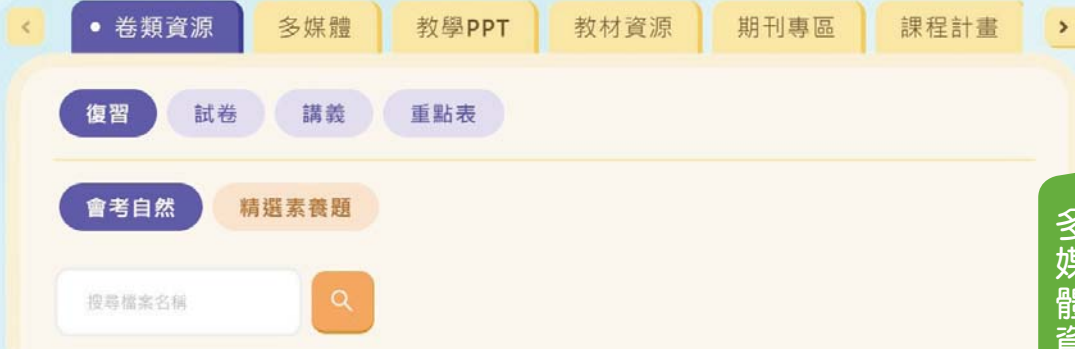 卷類資源 多媒體 教學PPT 教材資源 期刊專區 課程計畫
復習 試卷 講義 重點表
會考自然 精選素養題
搜尋檔案名稱
多媒體資